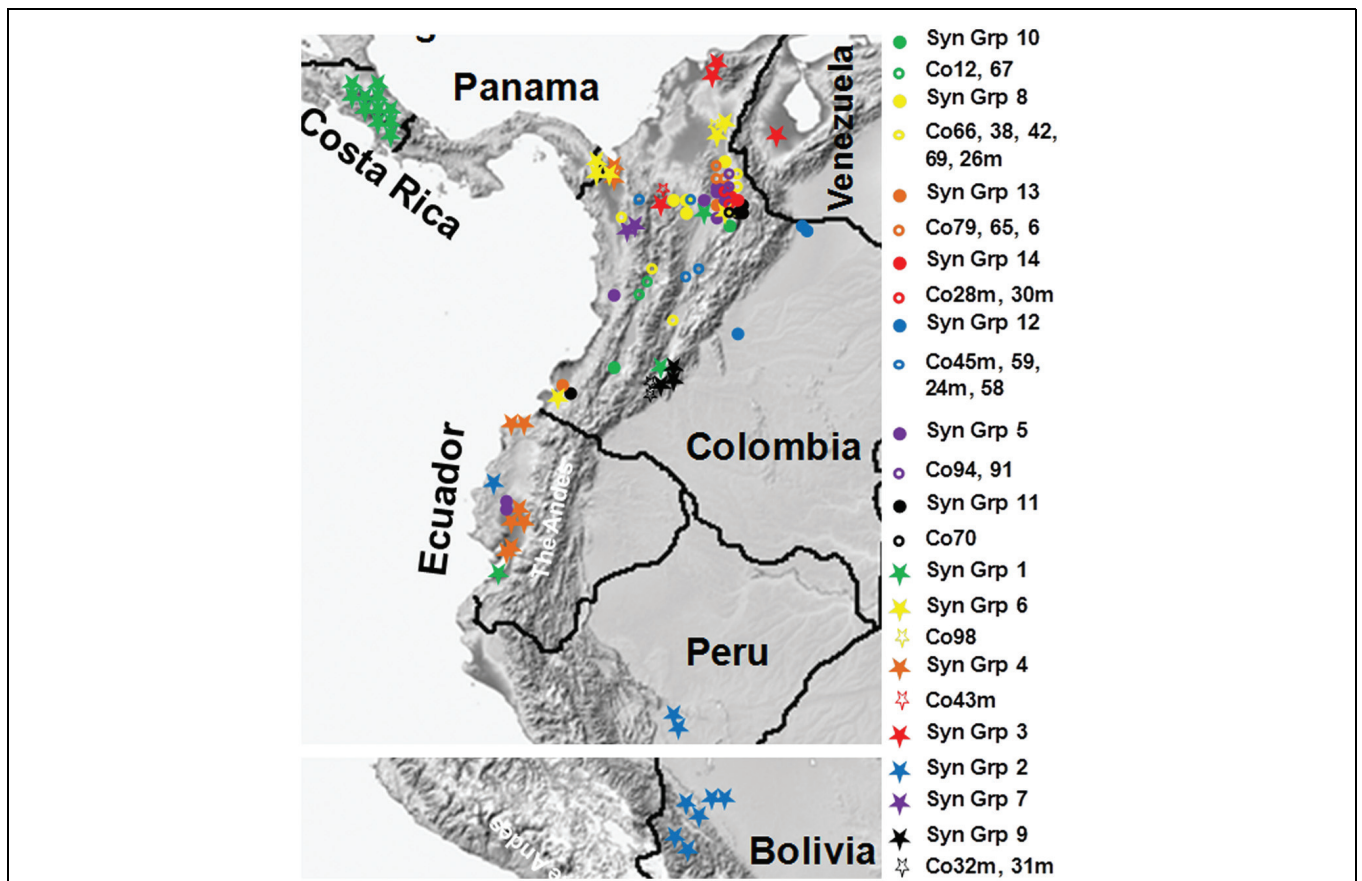 g
Panama
Venezuela
Costa Rica
Colombia
Ecuador
The Andes
Peru
Andes
Bolivia
Syn Grp 10
Co12, 67
Syn Grp 8
Co66, 38, 42,
69, 26m
Syn Grp 13
Co79, 65, 6
Syn Grp 14
Co28m, 30m
Syn Grp 12
Co45m, 59,
24m, 58
Syn Grp 5
Co94, 91
Syn Grp 11
Co70
Syn Grp 1
Syn Grp 6
Co98
Syn Grp 4
Co43m
Syn Grp 3
Syn Grp 2
Syn Grp 7
Syn Grp 9
Co32m, 31m